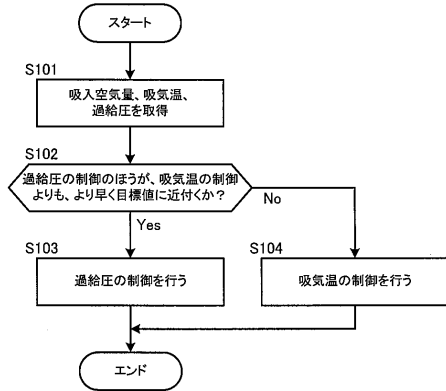 スタート
S101
吸入空気量、吸気温、
過給圧を取得
S102
過給圧の制御のほうが、吸気温の制御
よりも、より早く目標値に近付くか?
No
Yes
S103
過給圧の制御を行う
S104
吸気温の制御を行う
エンド